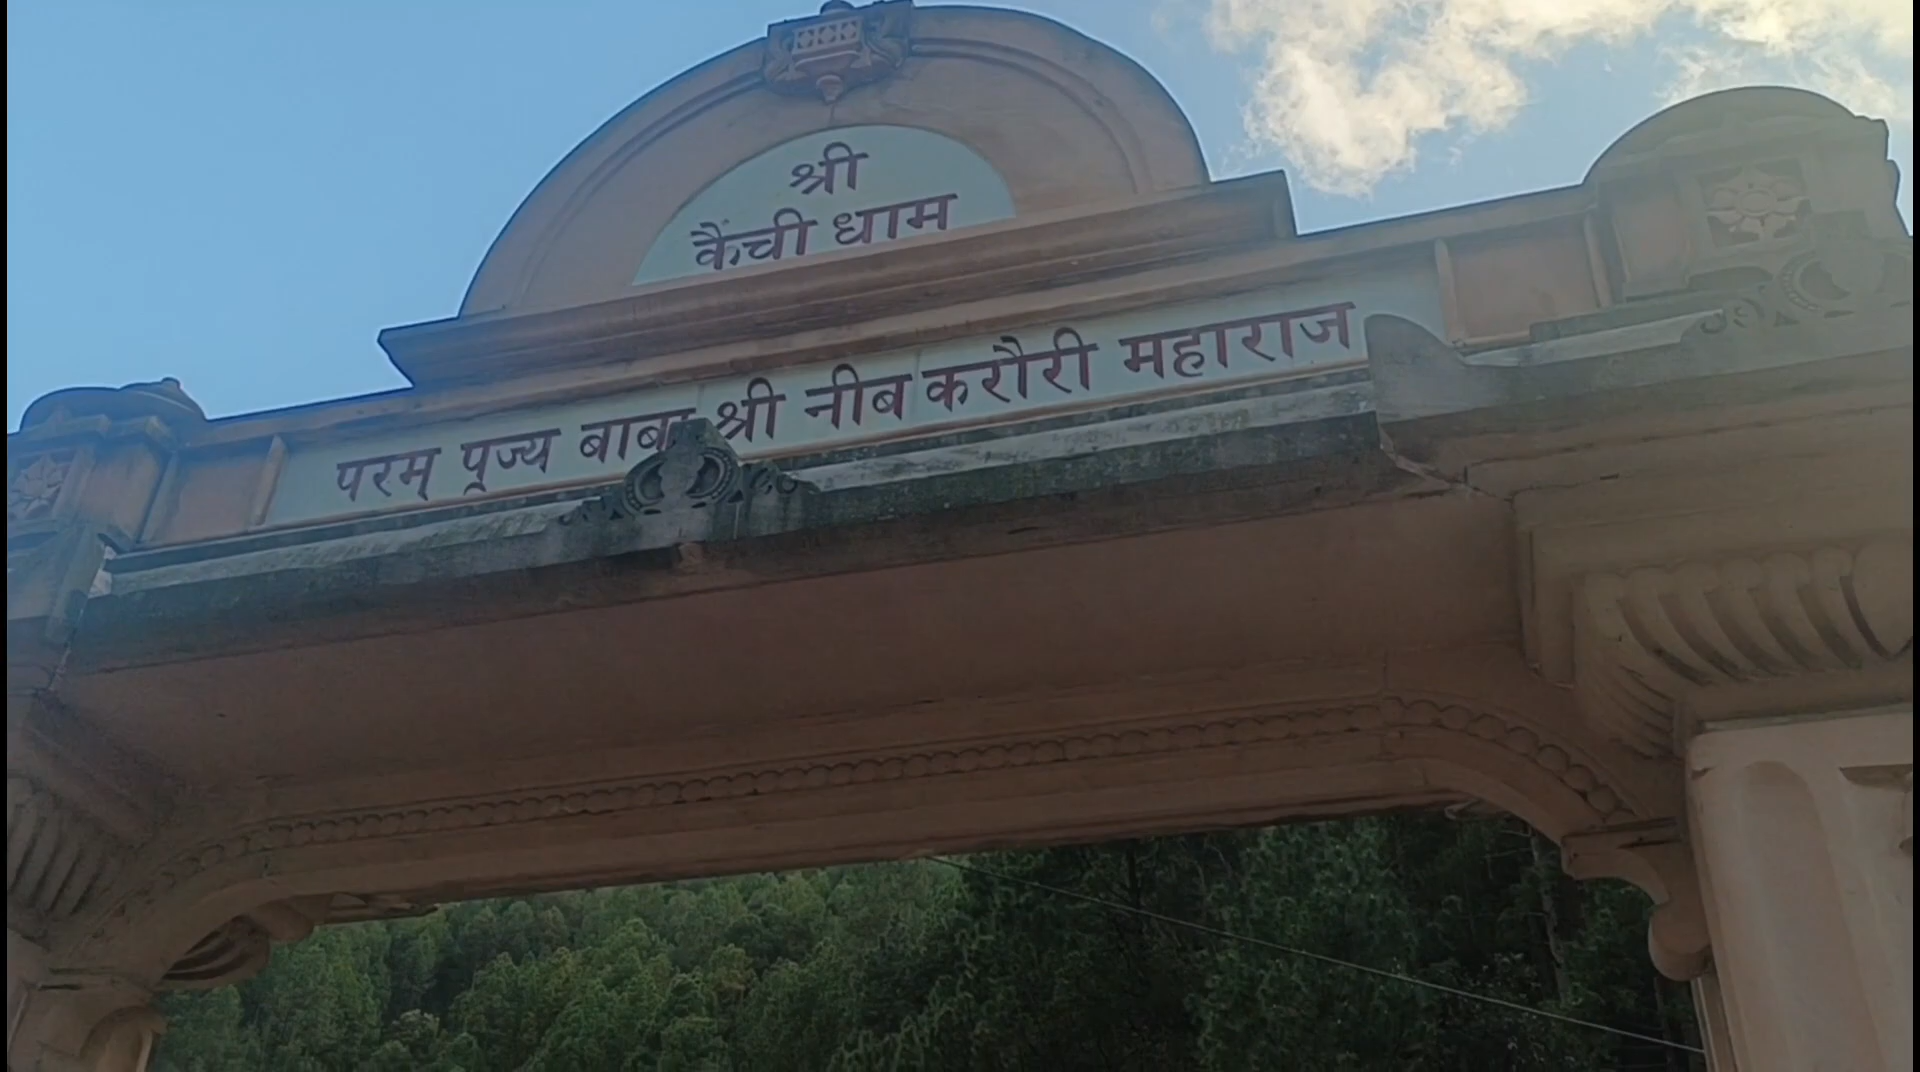 श्री
कैंची धाम
परम् पूज्य बाबा श्री नीब करौरी महाराज